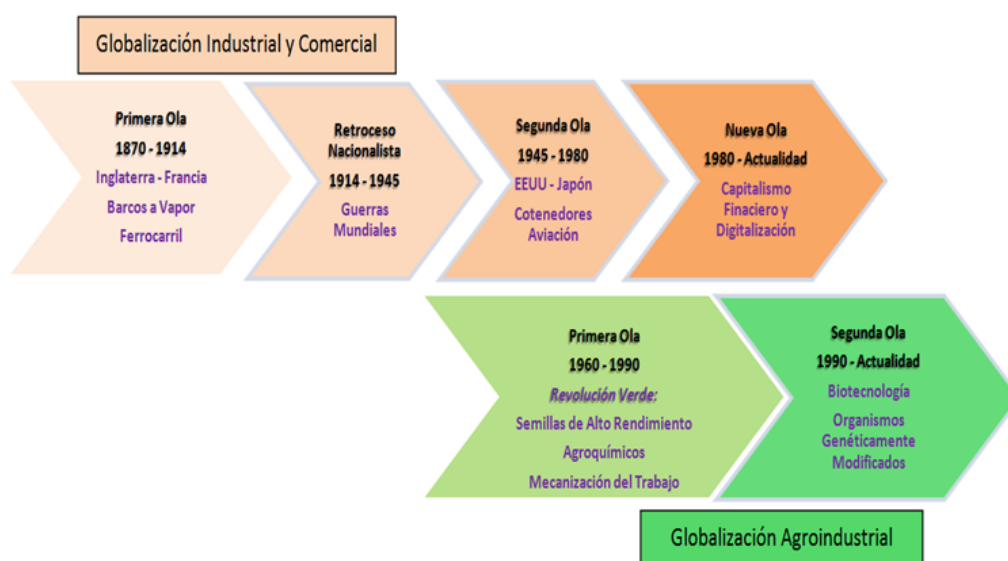 Globalización Industrial y Comercial
Primera Ola
1870 - 1914
Inglaterra - Francia
Barcos a Vapor
Ferrocarril
Retroceso
Nacionalista
1914 - 1945
Guerras
Mundiales
Segunda Ola
1945 - 1980
EEUU - Japón
Cotenedores
Aviación
Nueva Ola
1980 - Actualidad
Capitalismo
Finaciero y
Digitalización
Primera Ola
1960 - 1990
Revolución Verde:
Semillas de Alto Rendimiento
Agroquímicos
Mecanización del Trabajo
Segunda Ola
1990 - Actualidad
Biotecnología
Organismos
Genéticamente
Modificados
Globalización Agroindustrial